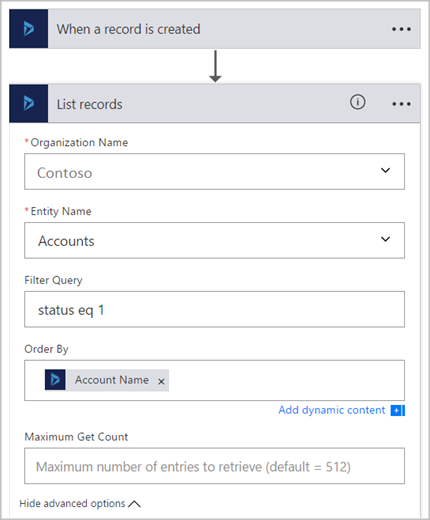 When a record is created
List records
* Organization Name
Contoso
* Entity Name
Accounts
Filter Query
status eq 1
Order By
Account Name ×
Add dynamic content
Maximum Get Count
Maximum number of entries to retrieve (default = 512)
Hide advanced options